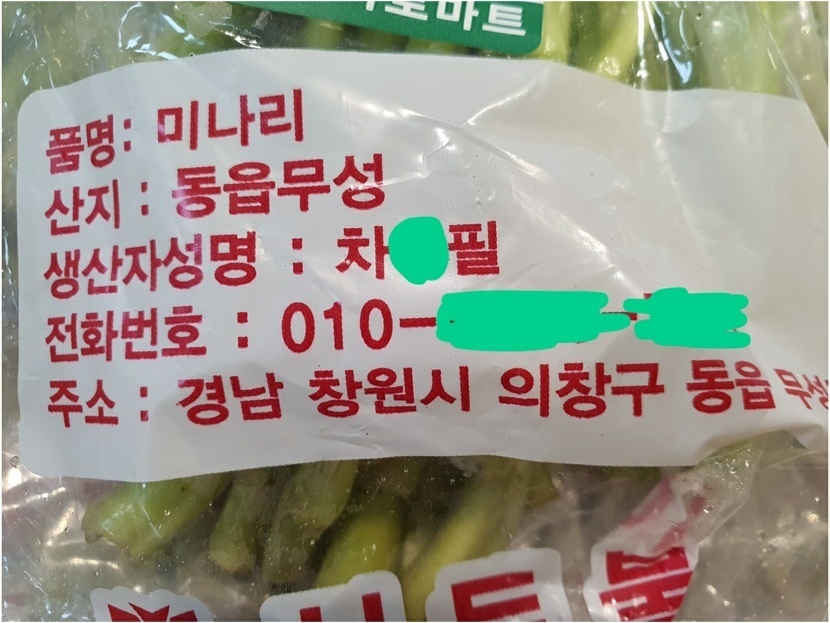 품명: 미나리
산지 : 동읍무성
생산자성명 : 차 필
전화번호 : 010-
주소 : 경남 창원시 의창구 동읍 무성